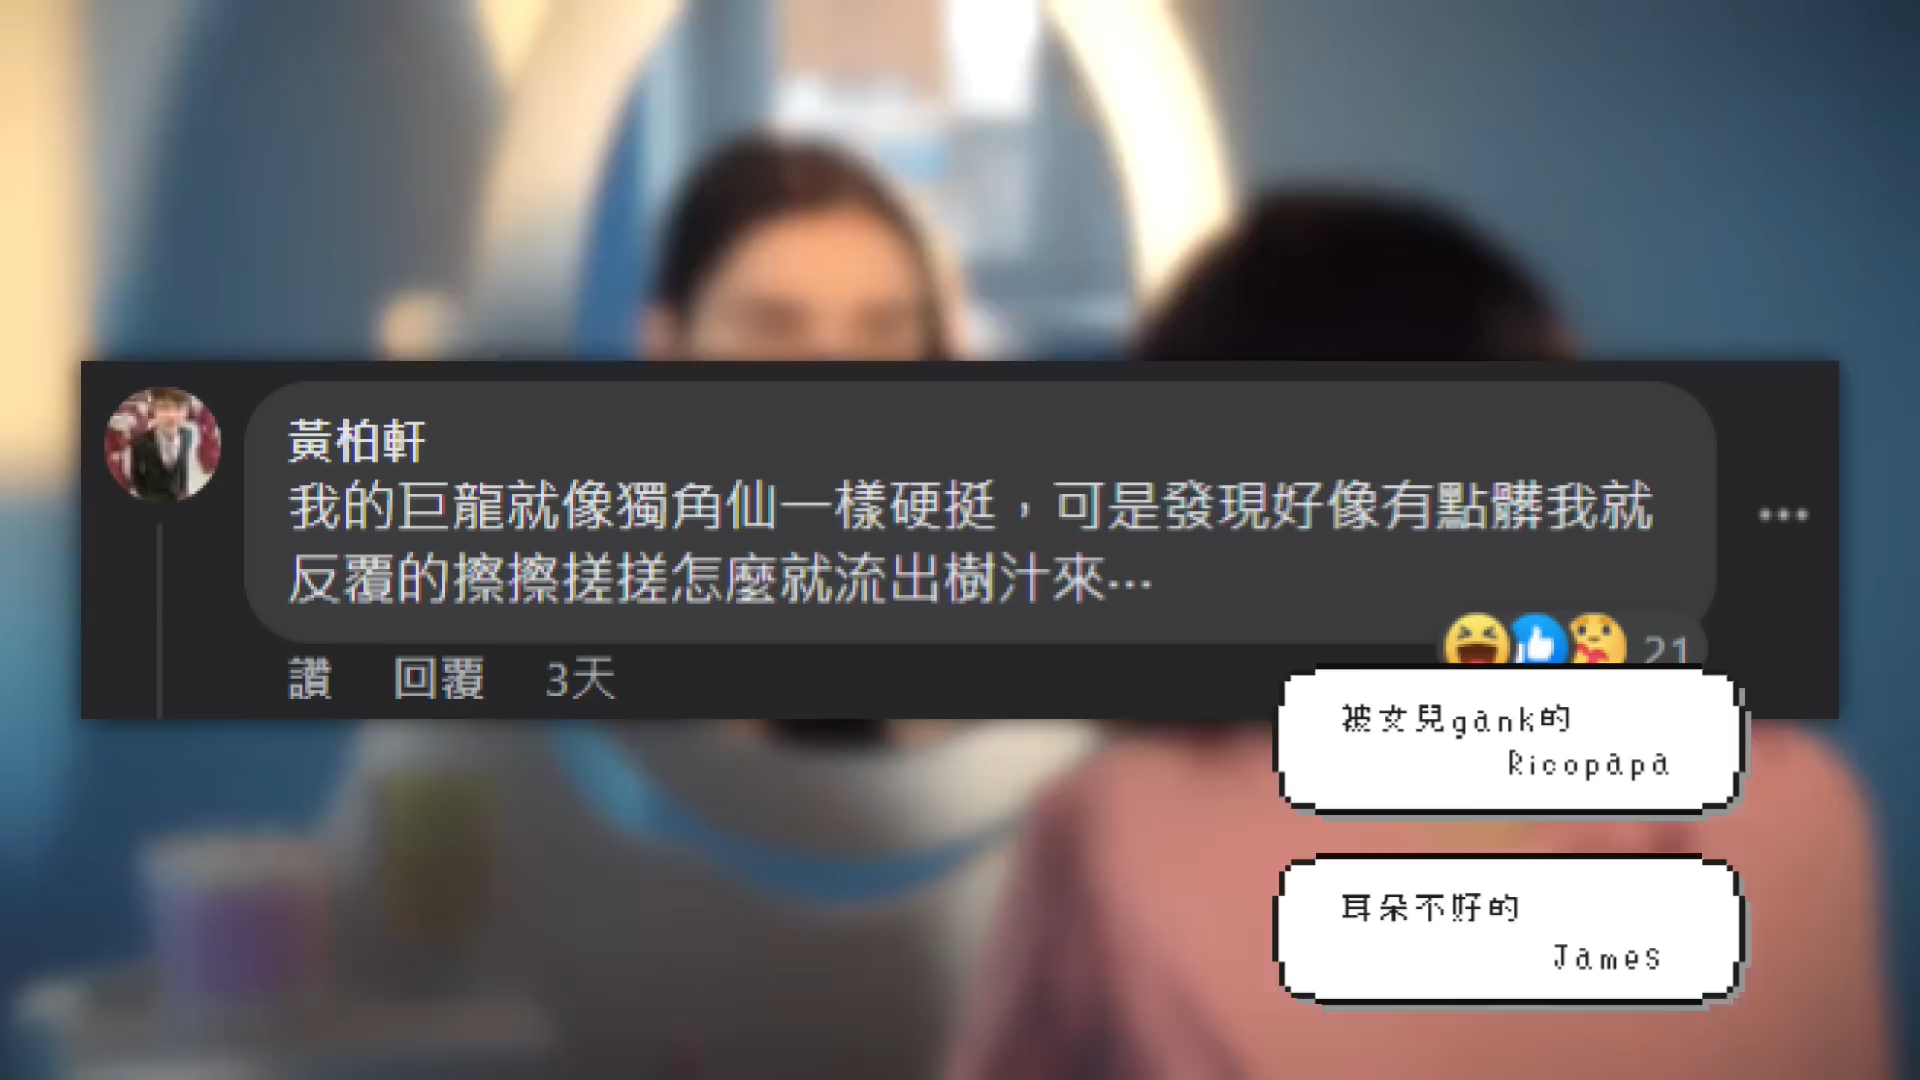 黃柏軒
我的巨龍就像獨角仙一樣硬挺，可是發現好像有點髒我就
反覆的擦擦搓搓怎麼就流出樹汁來…
21
讚 回覆 3天
被女兒gank的
Ricopapa
耳朵不好的
James